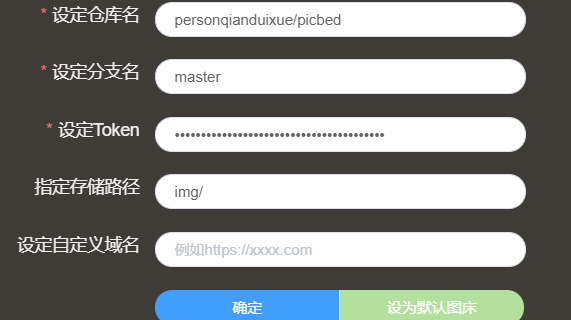 * 设定仓库名 personqianduixue/picbed
* 设定分支名 master
* 设定Token ••••••••••••••••••••••••••••••••••••••••
指定存储路径 img/
设定自定义域名 例如https://xxxx.com
确定 设为默认图床